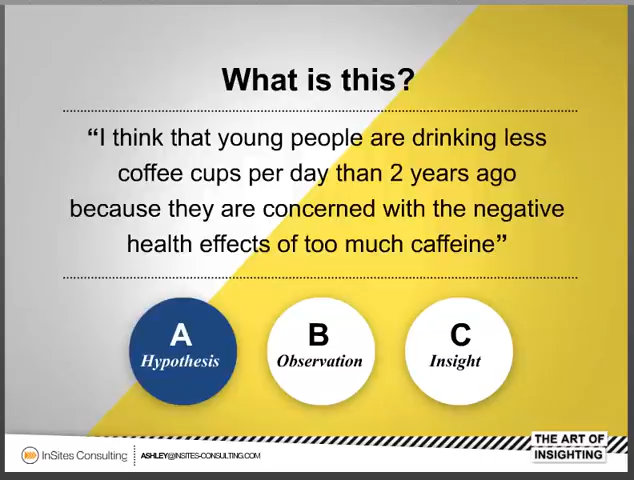 What is this?
“I think that young people are drinking less
coffee cups per day than 2 years ago
because they are concerned with the negative
health effects of too much caffeine”
A
Hypothesis
B
Observation
C
Insight
InSites Consulting
ASHLEY@INSITES-CONSULTING.COM
THE ART OF
INSIGHTING